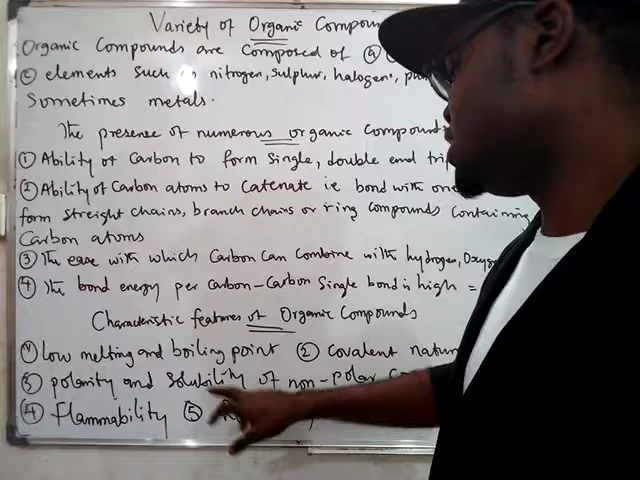 Variety of Organic Compoun
Organic Compounds are Composed of ⓐ
ⓒ elements such as nitrogen, sulphur, halogens,
Sometimes metals.
The presence of numerous organic compounds
① Ability of Carbon to form single, double end trip
② Ability of Carbon atoms to Catenate ie bond with one
form streight chains, branch chains or ring compounds containing
Carbon atoms
③ The ease with which Carbon can combine with hydrogen, Oxyge
④ The bond energy per Carbon-Carbon single bond is high =
Characteristic features of Organic Compounds
① low melting and boiling point ② Covalent natur
③ polarity and solubility of non-polar
④ Flammability ⑤